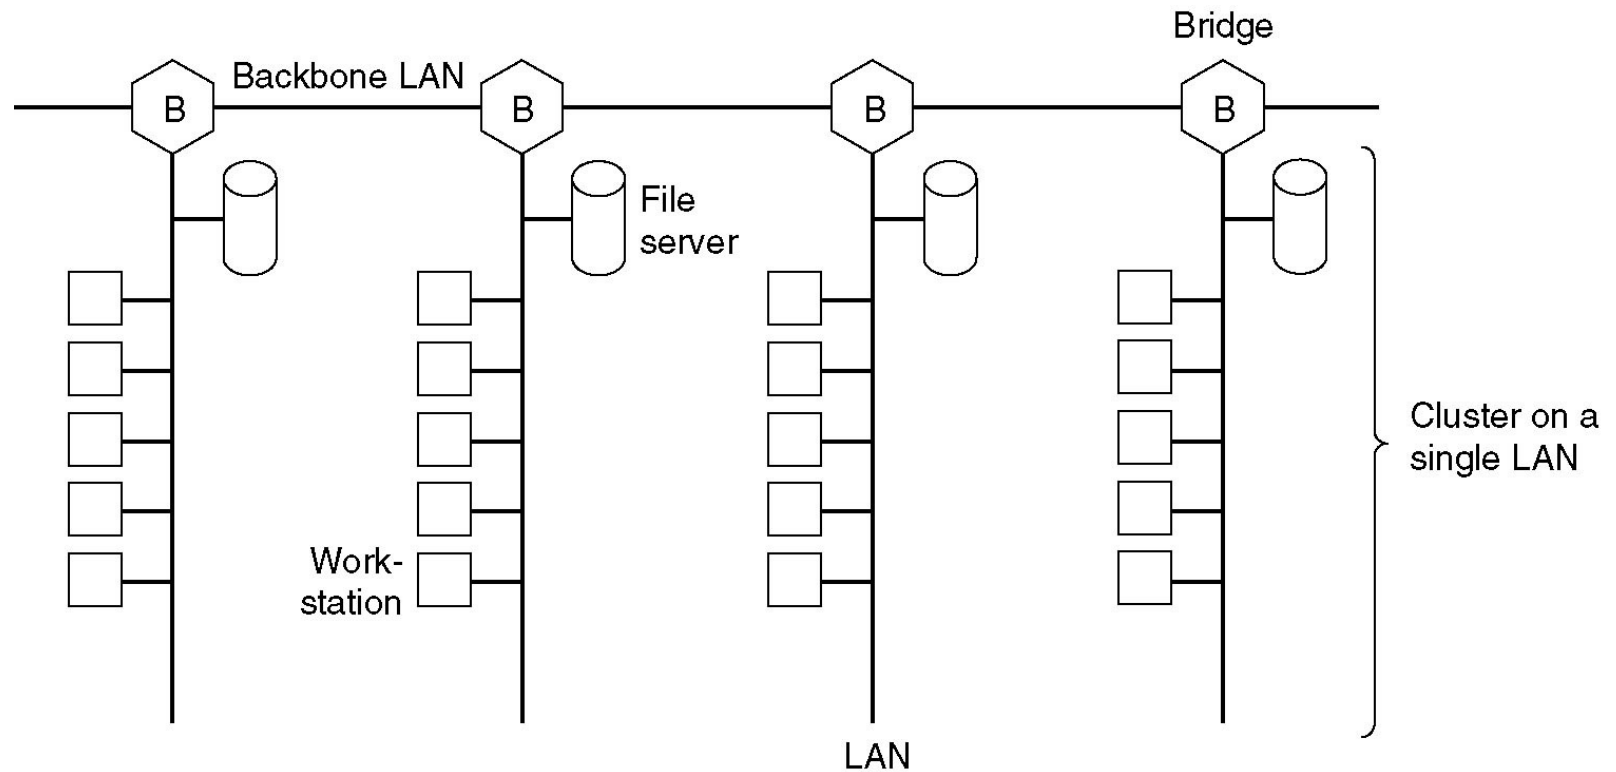 Bridge
Backbone LAN
B
B
B
B
File
server
Cluster on a
single LAN
Work-
station
LAN